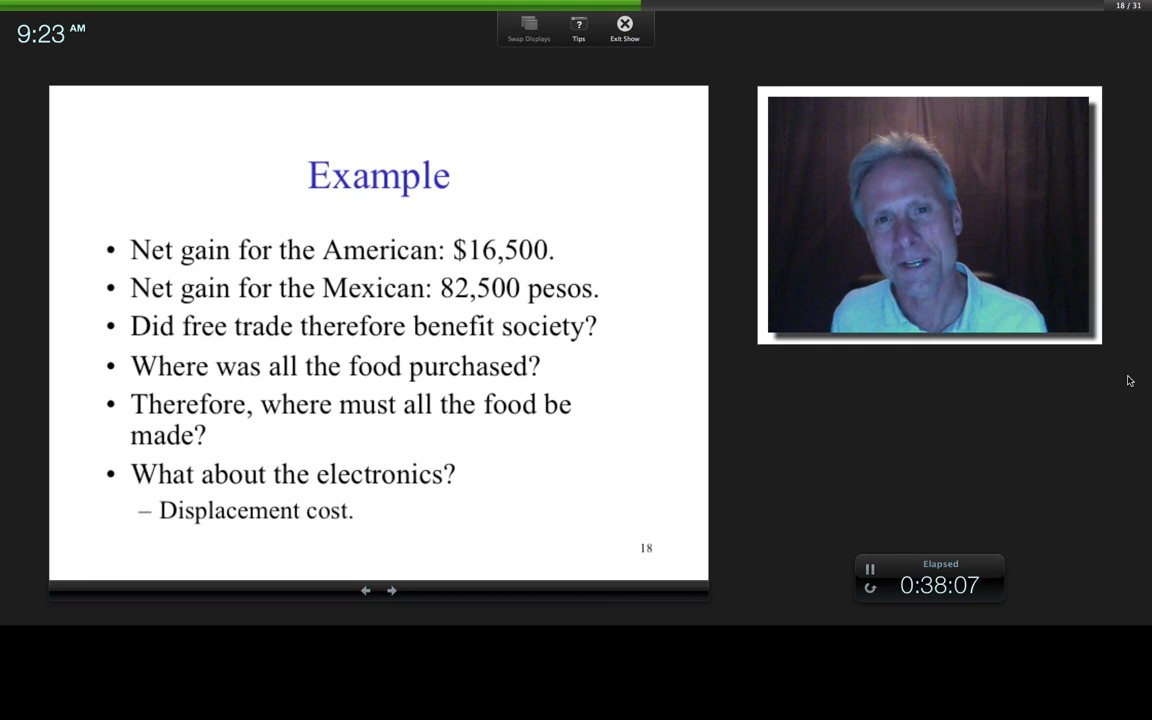 18 / 31
9:23 AM
Swap Displays
Tips
Exit Show
Example
• Net gain for the American: $16,500.
• Net gain for the Mexican: 82,500 pesos.
• Did free trade therefore benefit society?
• Where was all the food purchased?
• Therefore, where must all the food be
made?
• What about the electronics?
– Displacement cost.
18
Elapsed
0:38:07